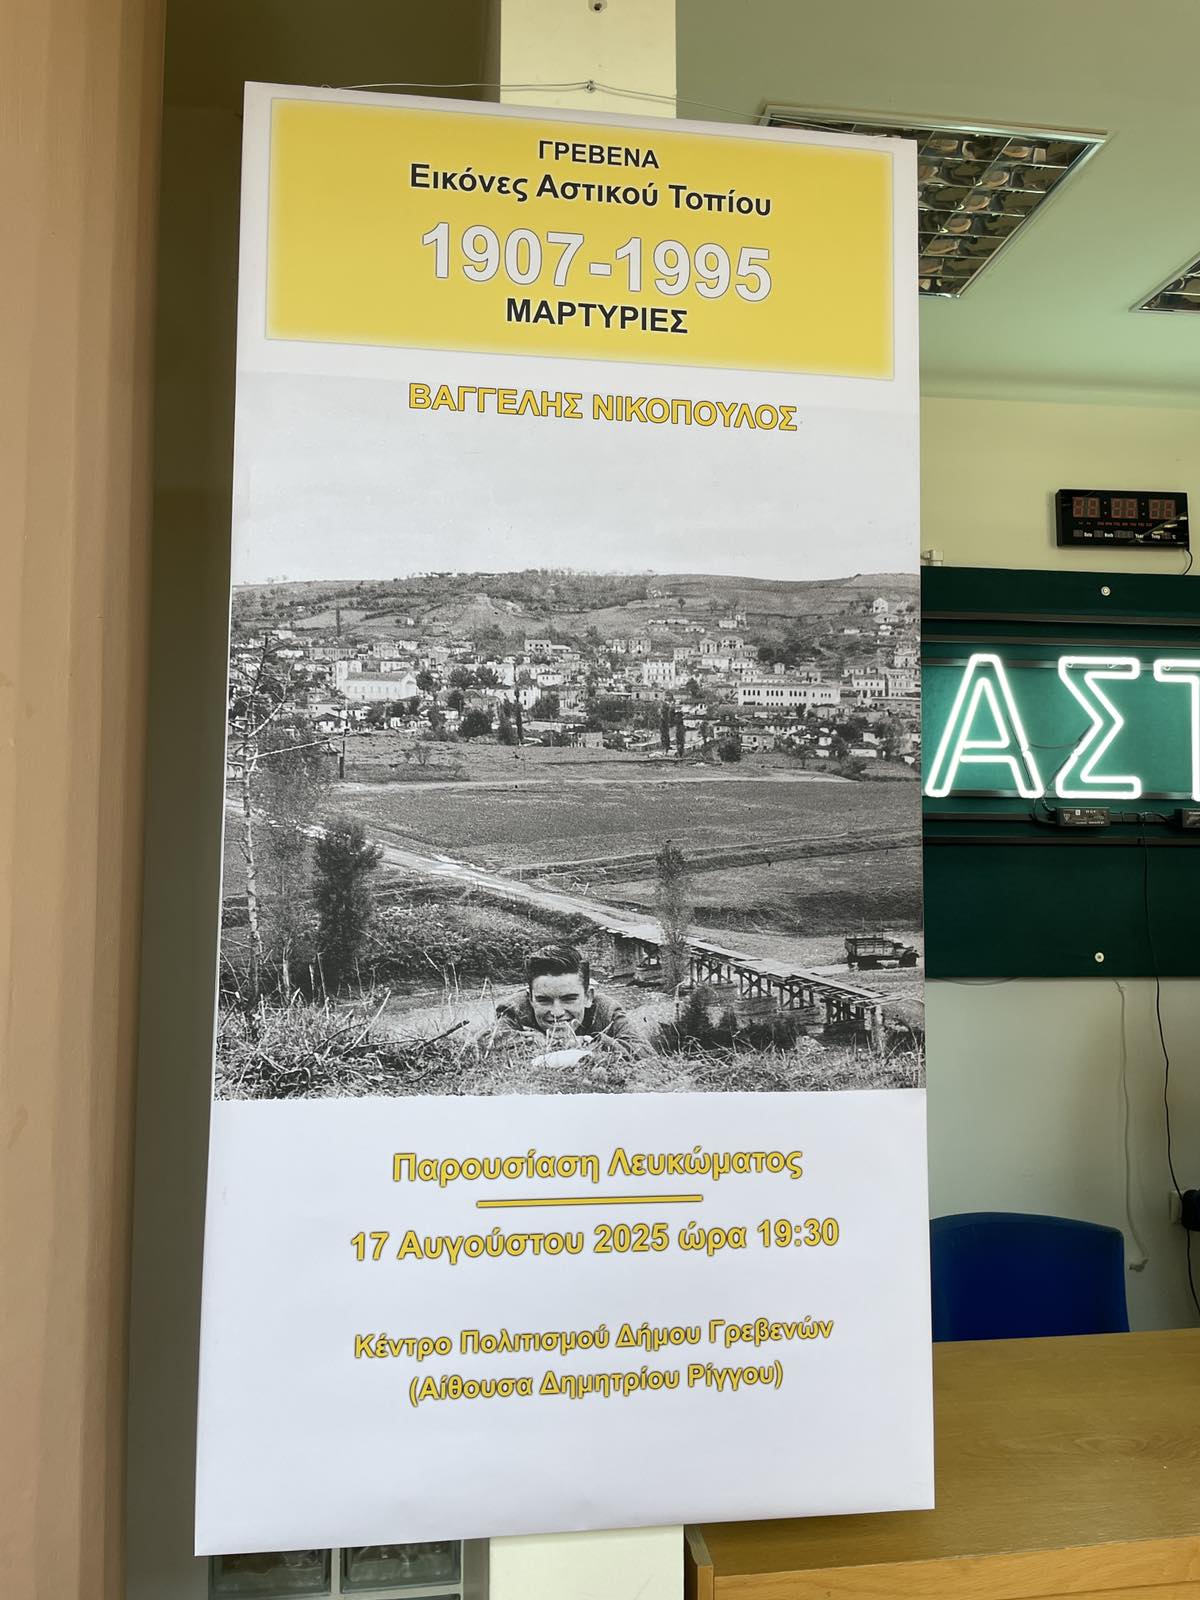 ΓΡΕΒΕΝΑ
Εικόνες Αστικού Τοπίου
1907-1995
ΜΑΡΤΥΡΙΕΣ
ΒΑΓΓΕΛΗΣ ΝΙΚΟΠΟΥΛΟΣ
ΑΣΤ
Παρουσίαση Λευκώματος
17 Αυγούστου 2025 ώρα 19:30
Κέντρο Πολιτισμού Δήμου Γρεβενών
(Αίθουσα Δημητρίου Ρίγγου)